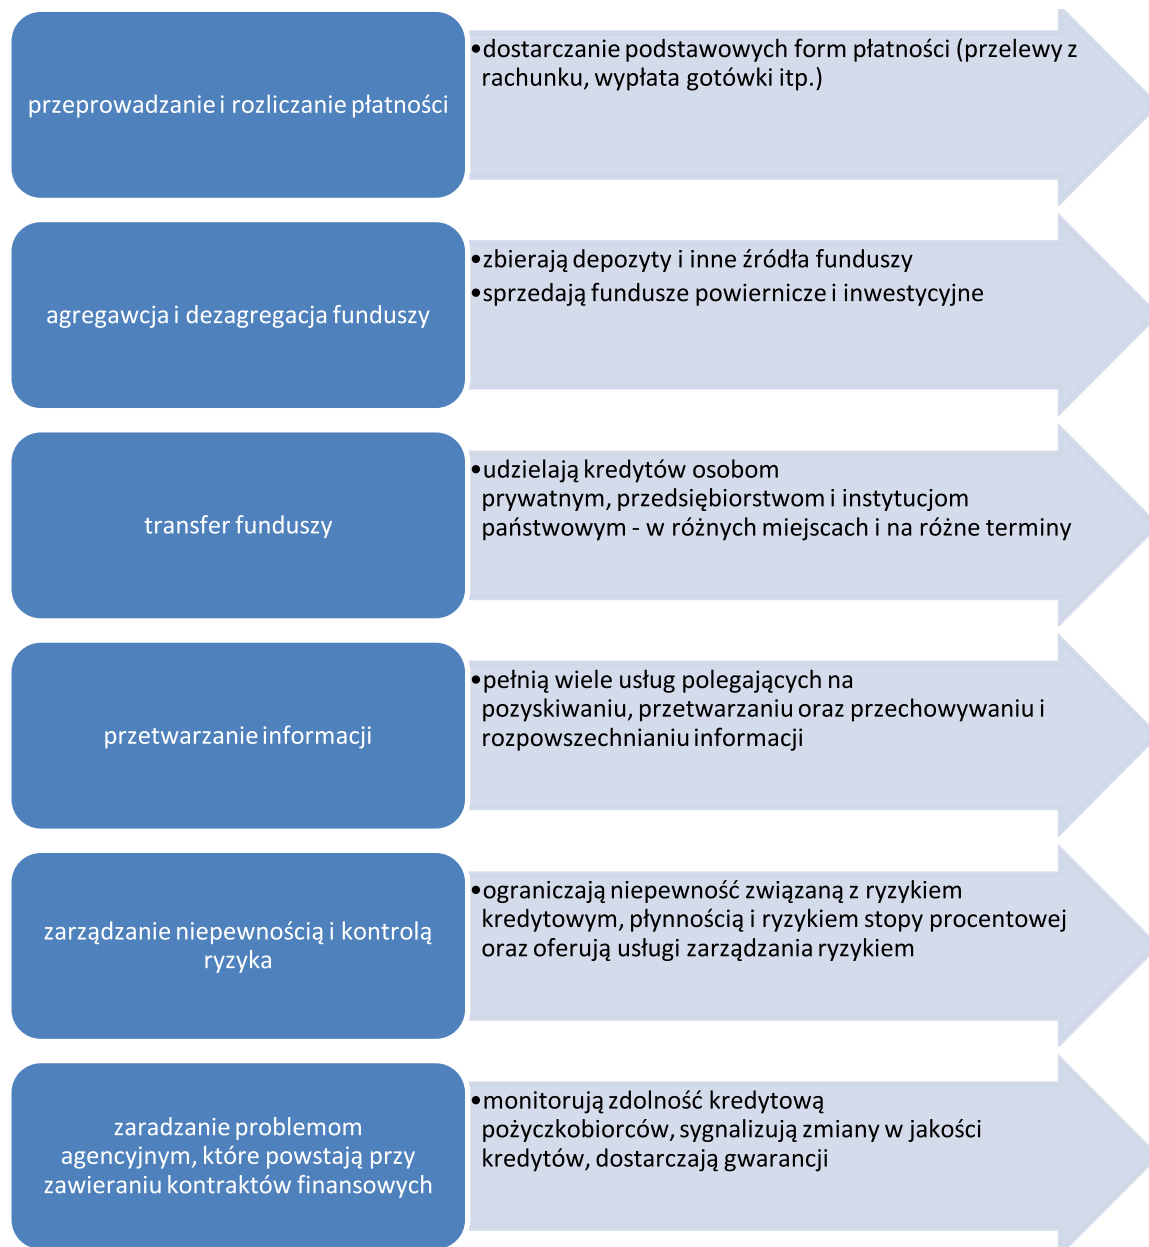 przeprowadzanie i rozliczanie płatności
•dostarczanie podstawowych form płatności (przelewy z
rachunku, wypłata gotówki itp.)
agregawcja i dezagregacja funduszy
•zbierają depozyty i inne źródła funduszy
•sprzedają fundusze powiernicze i inwestycyjne
transfer funduszy
•udzielają kredytów osobom
prywatnym, przedsiębiorstwom i instytucjom
państwowym - w różnych miejscach i na różne terminy
przetwarzanie informacji
•pełnią wiele usług polegających na
pozyskiwaniu, przetwarzaniu oraz przechowywaniu i
rozpowszechnianiu informacji
zarządzanie niepewnością i kontrolą
ryzyka
•ograniczają niepewność związaną z ryzykiem
kredytowym, płynnością i ryzykiem stopy procentowej
oraz oferują usługi zarządzania ryzykiem
zaradzanie problemom
agencyjnym, które powstają przy
zawieraniu kontraktów finansowych
•monitorują zdolność kredytową
pożyczkobiorców, sygnalizują zmiany w jakości
kredytów, dostarczają gwarancji